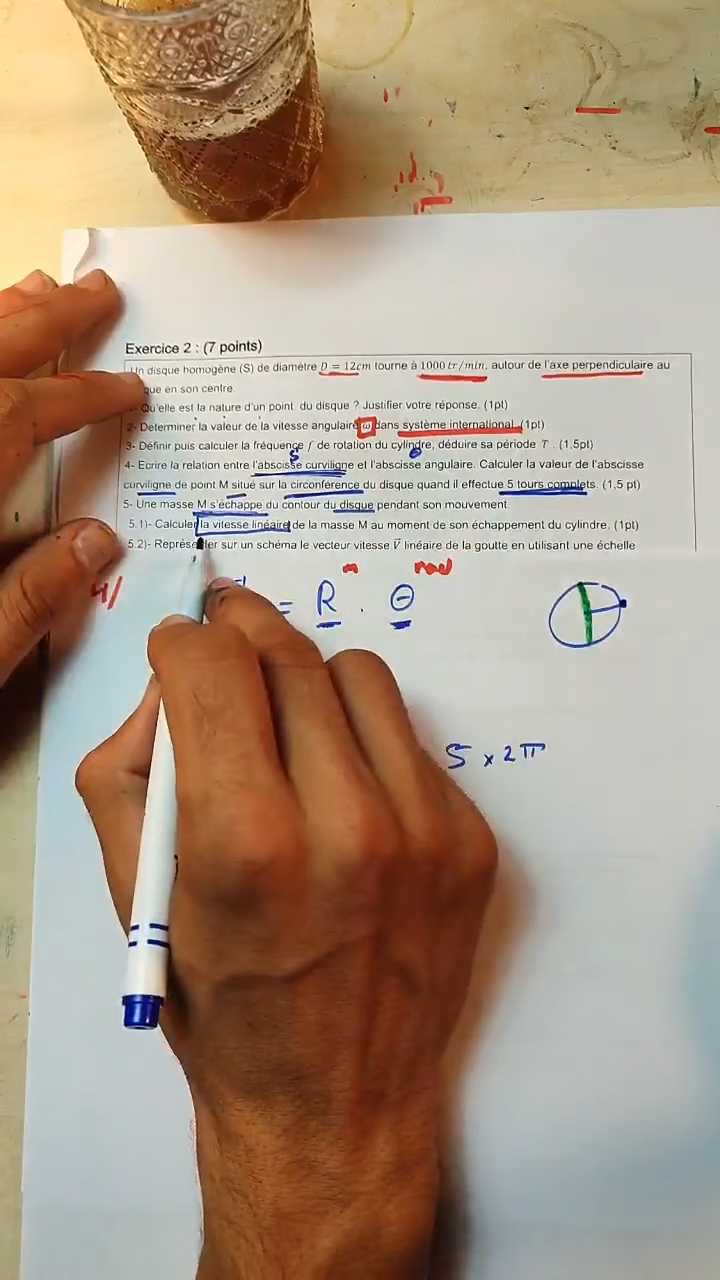 Exercice 2 : (7 points)
Un disque homogène (S) de diamètre D = 12cm tourne à 1000 tr/min, autour de l'axe perpendiculaire au
que en son centre.
Qu'elle est la nature d'un point du disque ? Justifier votre réponse. (1pt)
2- Determiner la valeur de la vitesse angulaire ω dans système international (1pt)
3- Définir puis calculer la fréquence f de rotation du cylindre, déduire sa période T . (1,5pt)
S θ
4- Ecrire la relation entre l'abscisse curviligne et l'abscisse angulaire. Calculer la valeur de l'abscisse
curviligne de point M situé sur la circonférence du disque quand il effectue 5 tours complets. (1,5 pt)
5- Une masse M s'échappe du contour du disque pendant son mouvement
5.1)- Calculer la vitesse linéaire de la masse M au moment de son échappement du cylindre. (1pt)
5.2)- Représenter sur un schéma le vecteur vitesse V⃗ linéaire de la goutte en utilisant une échelle
m rad
4/ = R . θ
5 × 2π